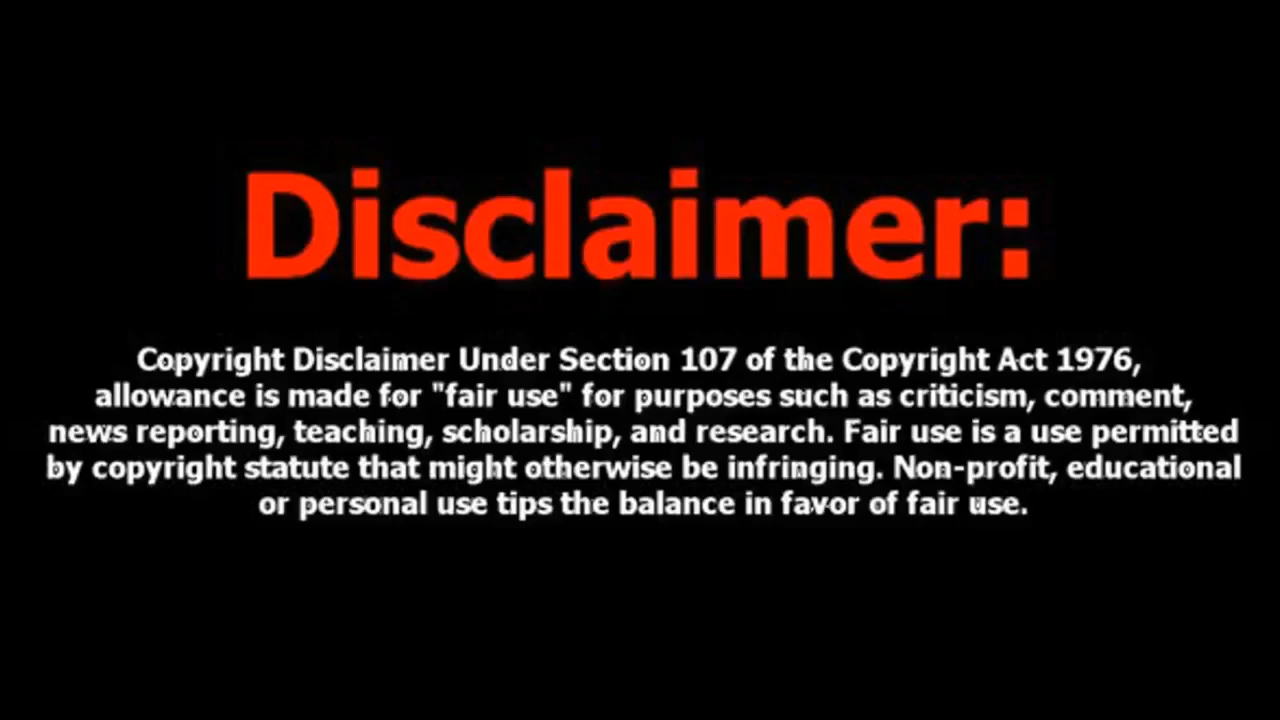 Disclaimer:
Copyright Disclaimer Under Section 107 of the Copyright Act 1976,
allowance is made for "fair use" for purposes such as criticism, comment,
news reporting, teaching, scholarship, and research. Fair use is a use permitted
by copyright statute that might otherwise be infringing. Non-profit, educational
or personal use tips the balance in favor of fair use.